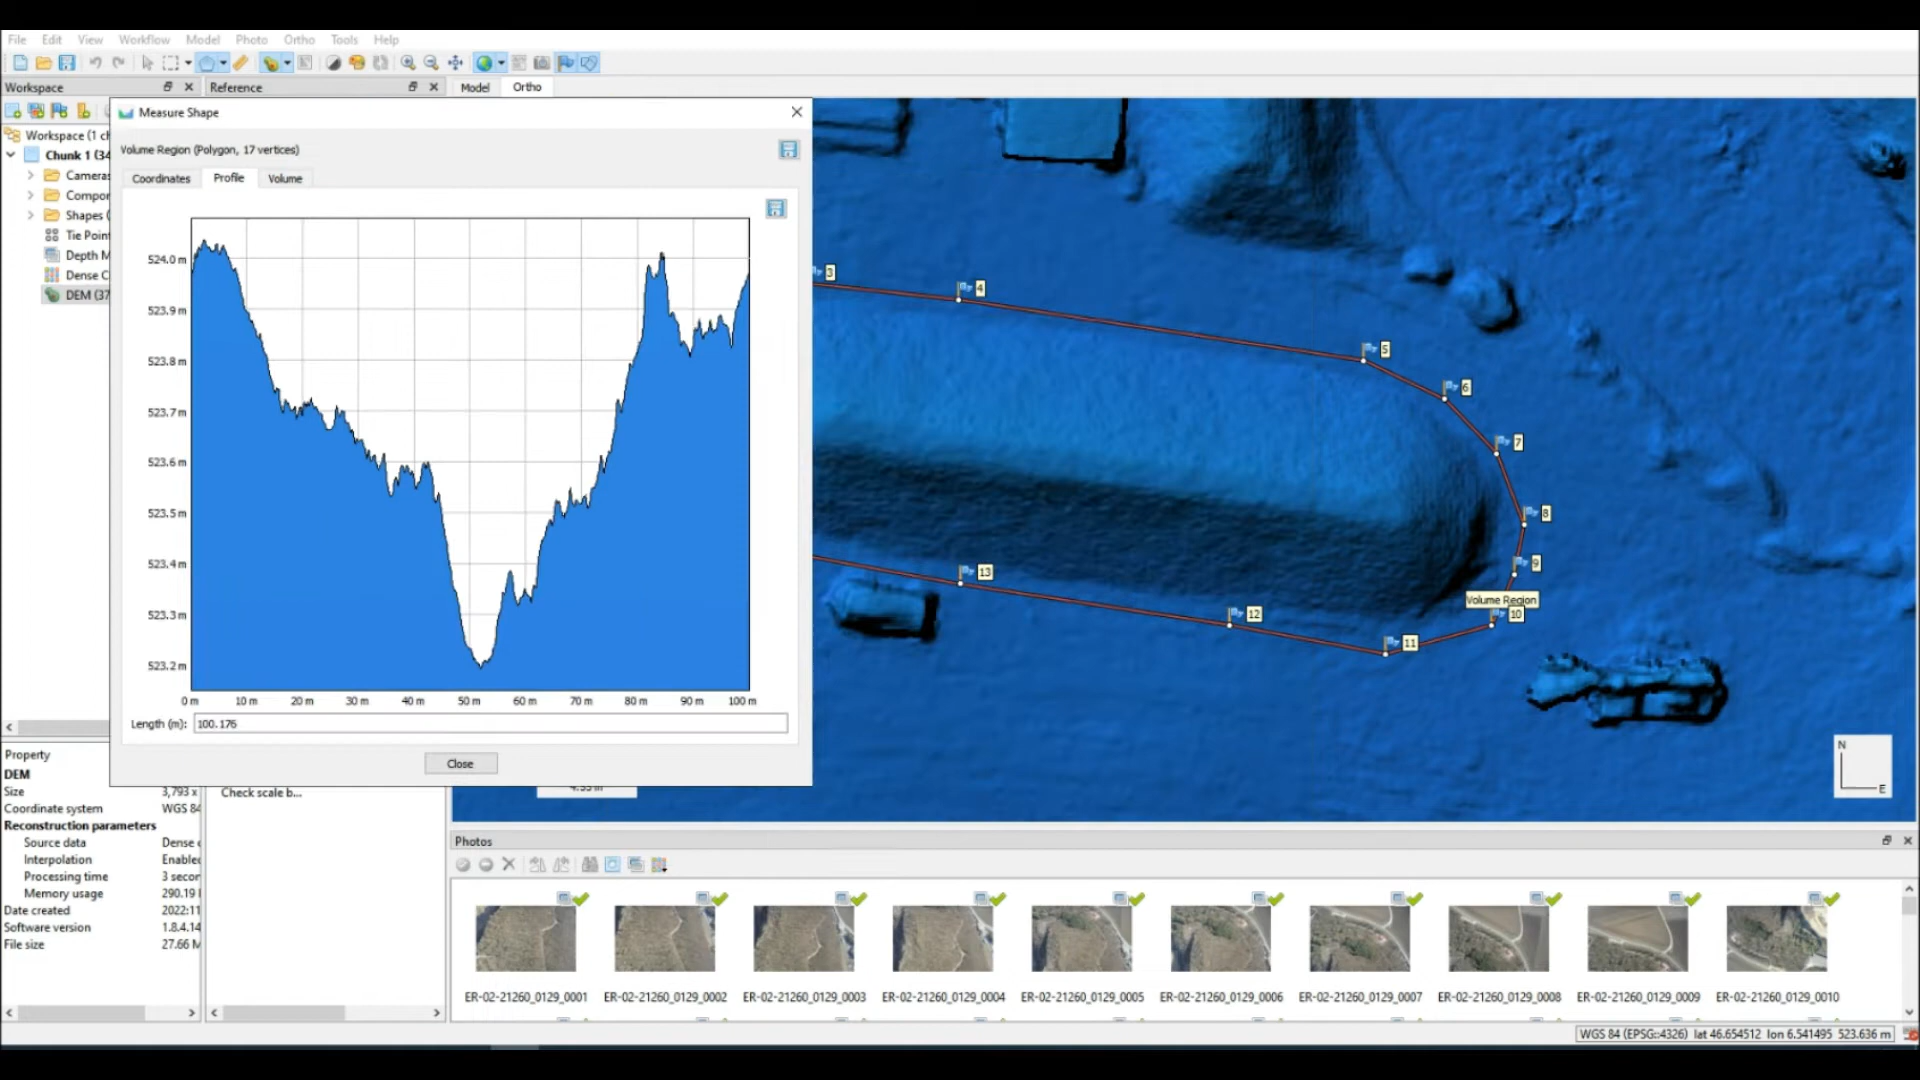 File Edit View Workflow Model Photo Ortho Tools Help
Workspace
Reference
Model
Ortho
Measure Shape
Volume Region (Polygon, 17 vertices)
Coordinates
Profile
Volume
Workspace (1 ch
Chunk 1 (34
Cameras
Compor
Shapes (
Tie Point
Depth M
Dense C
DEM (37
524.0 m
523.9 m
523.8 m
523.7 m
523.6 m
523.5 m
523.4 m
523.3 m
523.2 m
0 m 10 m 20 m 30 m 40 m 50 m 60 m 70 m 80 m 90 m 100 m
Length (m): 100.176
Close
3
4
5
6
7
8
9
Volume Region
10
11
12
13
N
E
Property
DEM
Size 3,793 x
Coordinate system WGS 84
Reconstruction parameters
Source data Dense c
Interpolation Enable
Processing time 3 secon
Memory usage 290.19
Date created 2022:11
Software version 1.8.4.14
File size 27.66 M
Check scale b...
Photos
ER-02-21260_0129_0001 ER-02-21260_0129_0002 ER-02-21260_0129_0003 ER-02-21260_0129_0004 ER-02-21260_0129_0005 ER-02-21260_0129_0006 ER-02-21260_0129_0007 ER-02-21260_0129_0008 ER-02-21260_0129_0009 ER-02-21260_0129_0010
WGS 84 (EPSG::4326) lat 46.654512 lon 6.541495 523.636 m